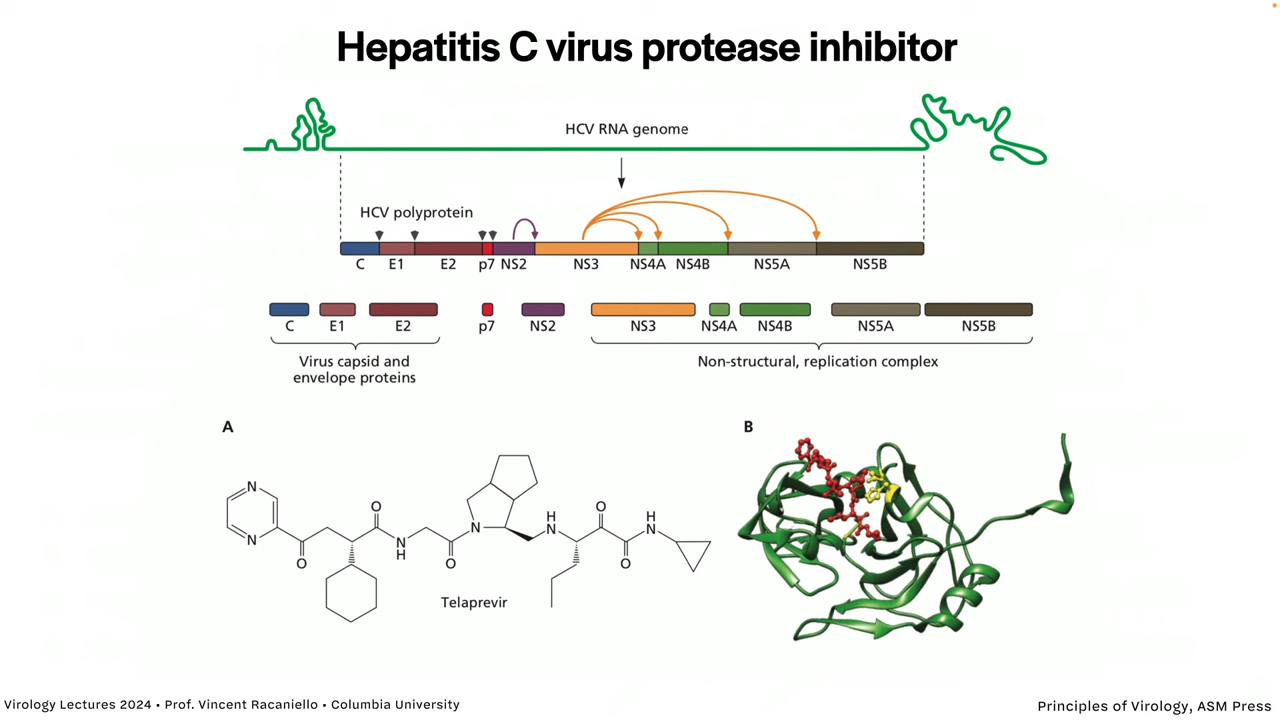 Hepatitis C virus protease inhibitor
HCV RNA genome
HCV polyprotein
C E1 E2 p7 NS2 NS3 NS4A NS4B NS5A NS5B
C E1 E2 p7 NS2 NS3 NS4A NS4B NS5A NS5B
Virus capsid and
envelope proteins
Non-structural, replication complex
A
B
N
N
O
O
N
H
O
N
H
N
O
O
H
N
Telaprevir
Virology Lectures 2024 • Prof. Vincent Racaniello • Columbia University
Principles of Virology, ASM Press